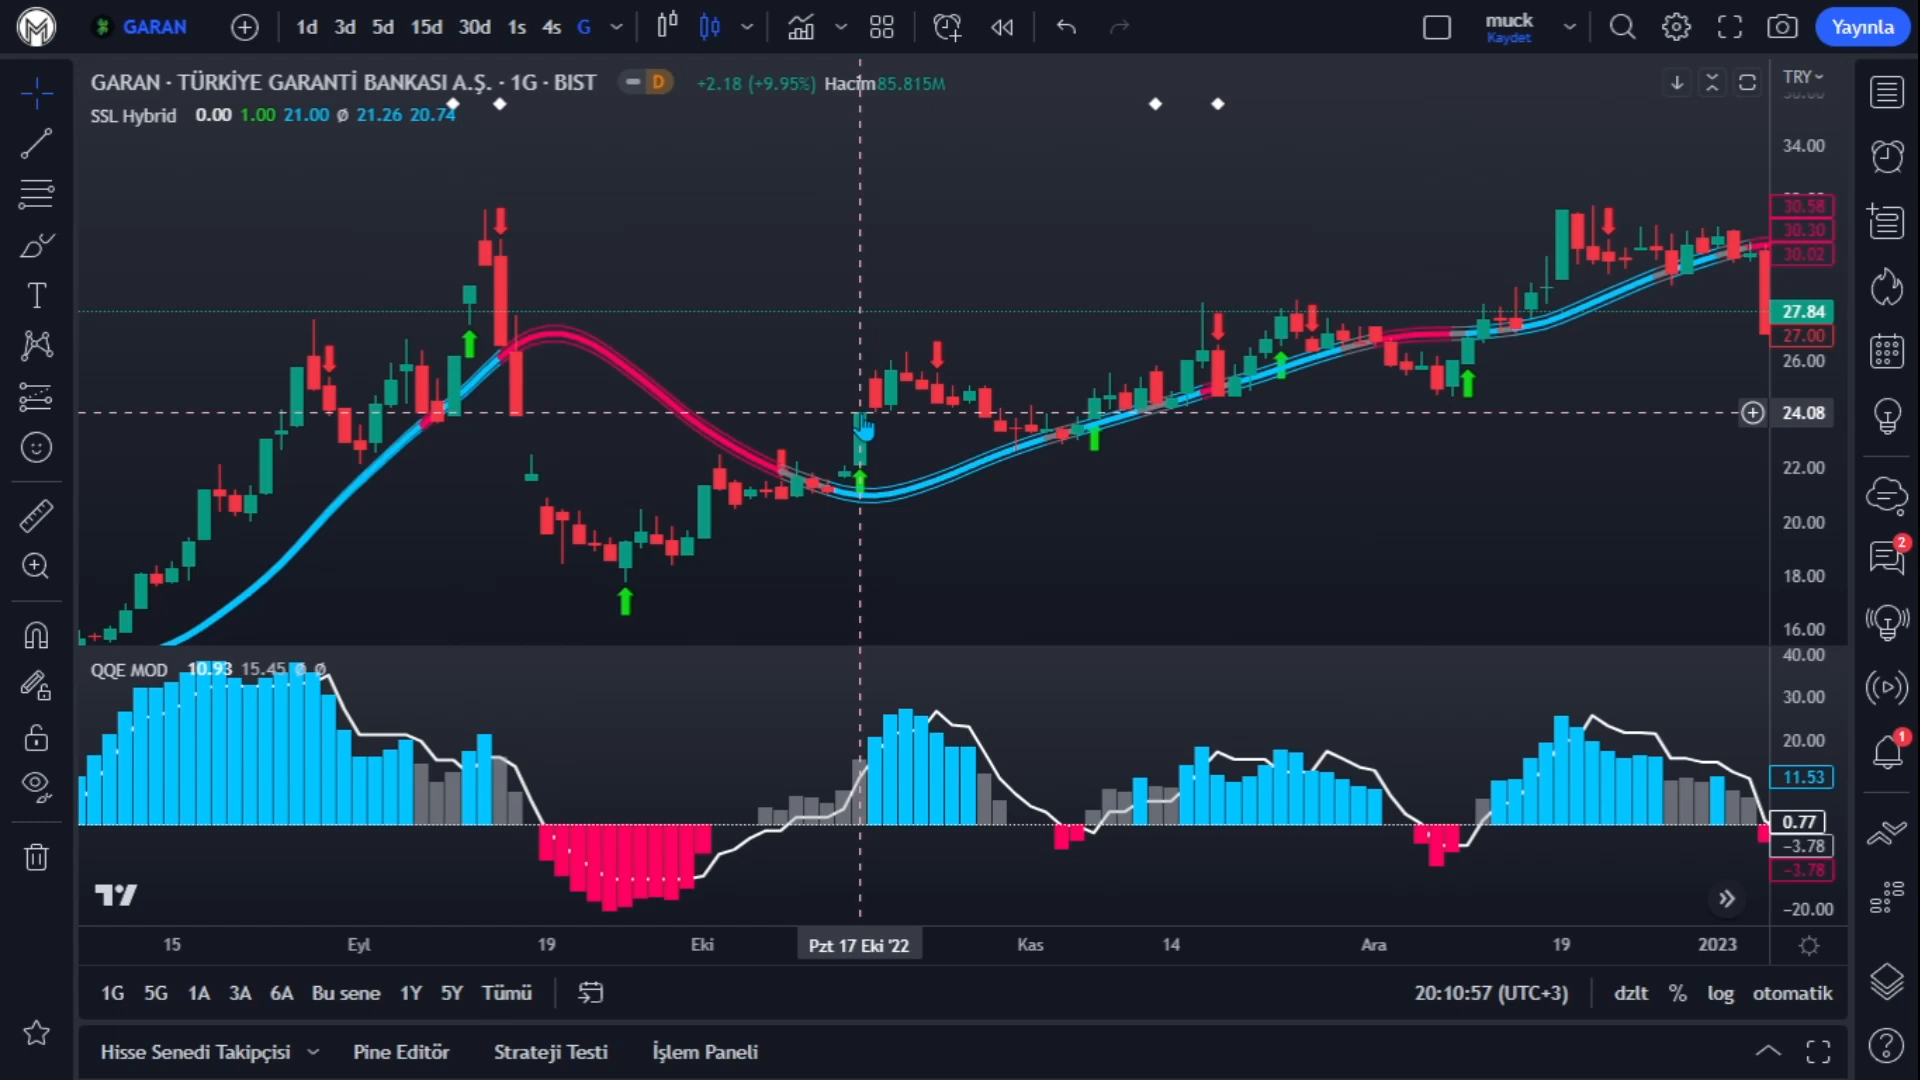 GARAN
1d 3d 5d 15d 30d 1s 4s G
muck
Kaydet
Yayınla
GARAN · TÜRKİYE GARANTİ BANKASI A.Ş. · 1G · BIST
D
+2.18 (+9.95%) Hacim 85.815M
TRY
SSL Hybrid 0.00 1.00 21.00 Ø 21.26 20.74
34.00
30.58
30.30
30.02
27.84
27.00
26.00
24.08
22.00
20.00
18.00
16.00
QQE MOD 10.93 15.45 Ø Ø
40.00
30.00
20.00
11.53
0.77
−3.78
−3.78
−20.00
2
1
15 Eyl 19 Eki Pzt 17 Eki '22 Kas 14 Ara 19 2023
1G 5G 1A 3A 6A Bu sene 1Y 5Y Tümü
20:10:57 (UTC+3) dzlt % log otomatik
Hisse Senedi Takipçisi Pine Editör Strateji Testi İşlem Paneli